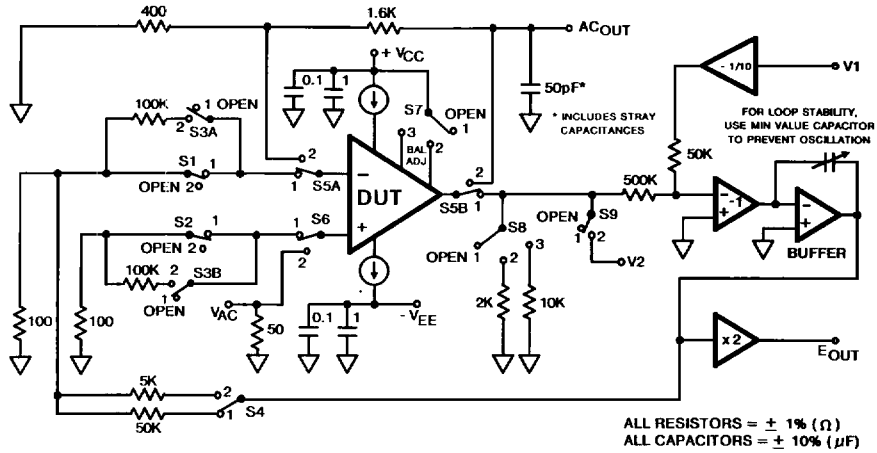 400
1.6K
ACOUT
+ VCC
0.1
1
50pF*
* INCLUDES STRAY
CAPACITANCES
- 1/10
V1
FOR LOOP STABILITY,
USE MIN VALUE CAPACITOR
TO PREVENT OSCILLATION
100K
1
OPEN
2
S3A
S7
OPEN
1
3
2
BAL
ADJ
50K
S1
1
OPEN 2
2
1
S5A
−
DUT
+
2
1
S5B
500K
−
-1
+
−
+
BUFFER
S2
1
OPEN 2
1
S6
2
OPEN
S8
OPEN 1
2
3
OPEN
1
S9
2
V2
100K
2
S3B
1
OPEN
VAC
50
0.1
1
- VEE
2K
10K
100
100
x 2
EOUT
5K
2
50K
1
S4
ALL RESISTORS = ± 1% (Ω)
ALL CAPACITORS = ± 10% (μF)